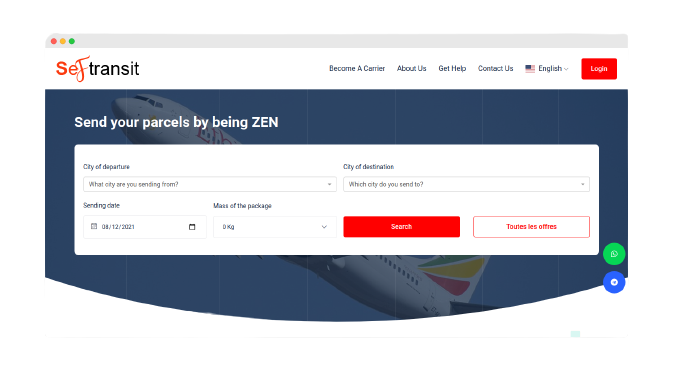 Seftransit
Become A Carrier About Us Get Help Contact Us English Login
Send your parcels by being ZEN
City of departure City of destination
What city are you sending from? Which city do you send to?
Sending date Mass of the package
08/12/2021 0 Kg Search Toutes les offres